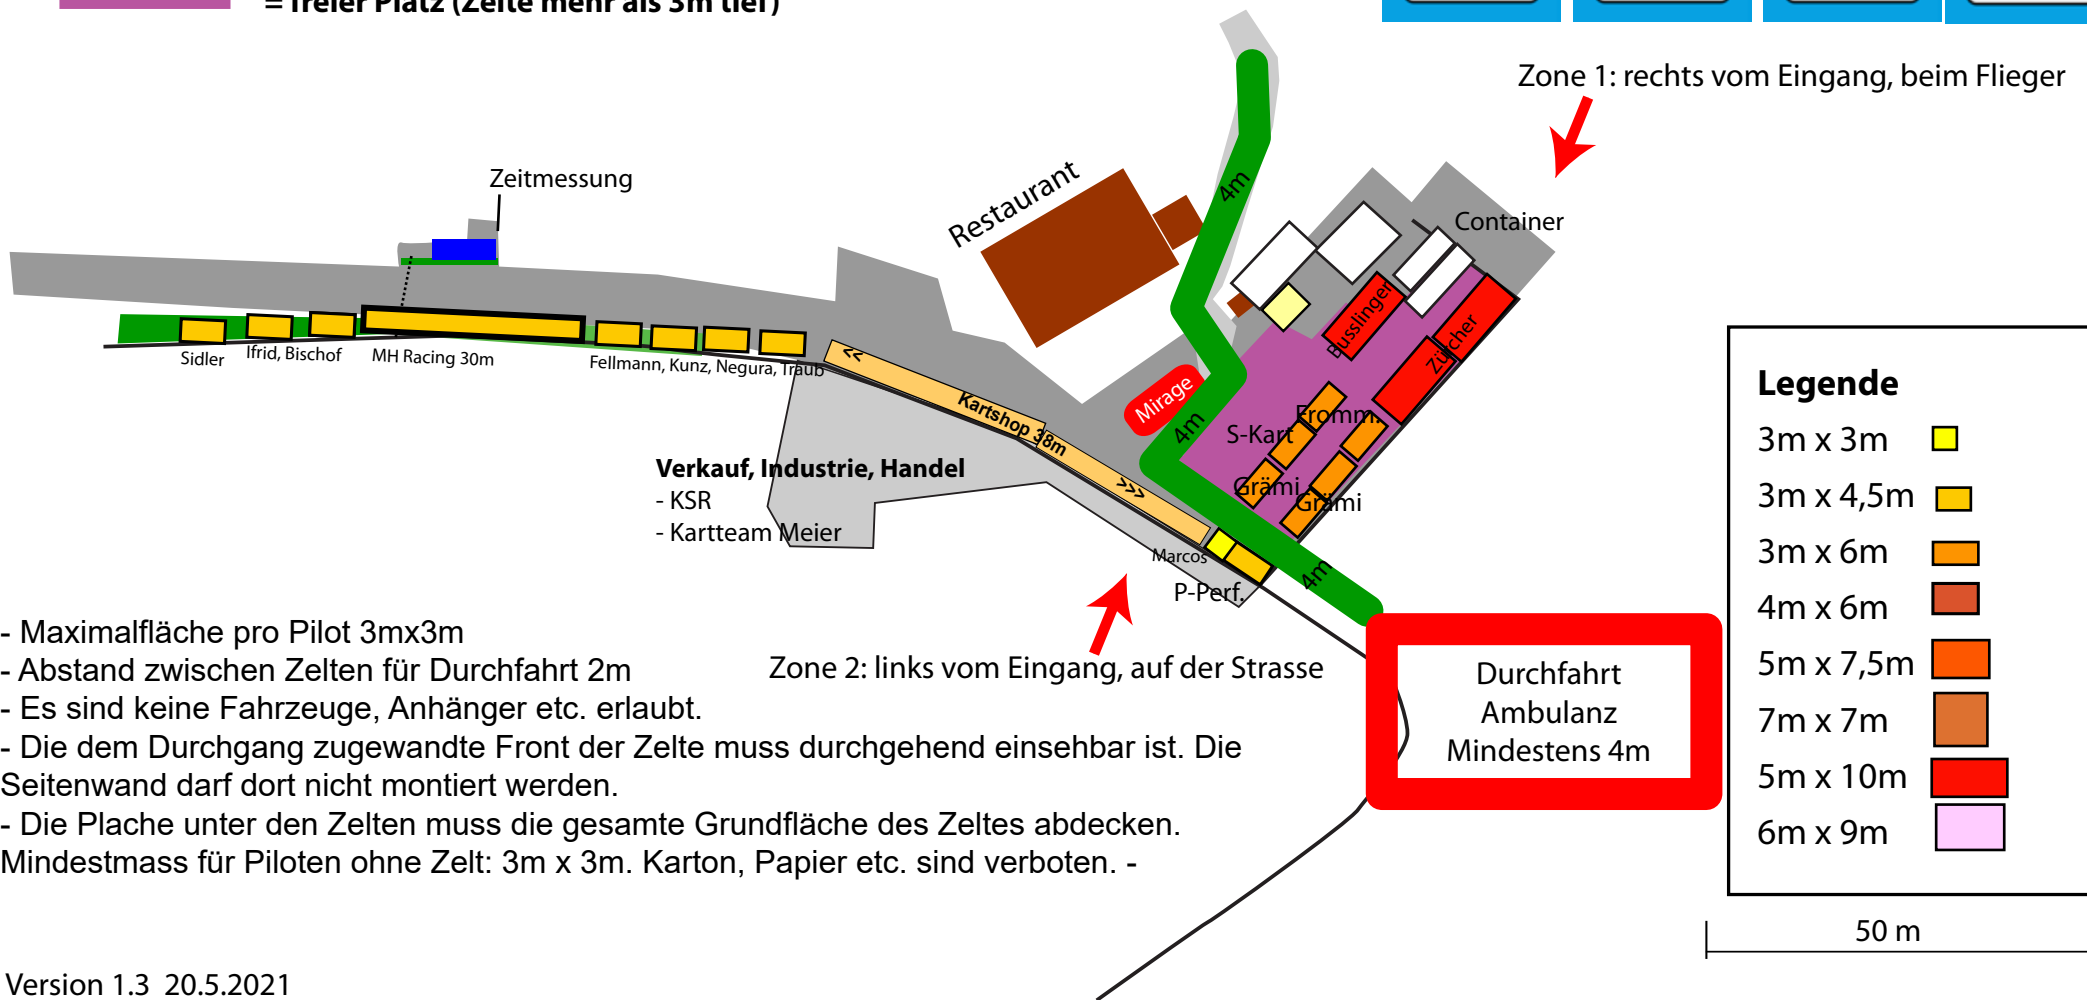 = freier Platz (Zelte mehr als 3m tief)
Zone 1: rechts vom Eingang, beim Flieger
Zeitmessung
Restaurant
4m
Container
Busslinger
Zürcher
Sidler
Ifrid, Bischof
MH Racing 30m
Fellmann, Kunz, Negura, Traub
<<
Kartshop 38m
>>>
Mirage
4m
Fromm.
S-Kart
Grämi
Grämi
Verkauf, Industrie, Handel
- KSR
- Kartteam Meier
Marcos
P-Perf.
4m
Zone 2: links vom Eingang, auf der Strasse
- Maximalfläche pro Pilot 3mx3m
- Abstand zwischen Zelten für Durchfahrt 2m
- Es sind keine Fahrzeuge, Anhänger etc. erlaubt.
- Die dem Durchgang zugewandte Front der Zelte muss durchgehend einsehbar ist. Die
Seitenwand darf dort nicht montiert werden.
- Die Plache unter den Zelten muss die gesamte Grundfläche des Zeltes abdecken.
Mindestmass für Piloten ohne Zelt: 3m x 3m. Karton, Papier etc. sind verboten. -
Durchfahrt
Ambulanz
Mindestens 4m
Legende
3m x 3m
3m x 4,5m
3m x 6m
4m x 6m
5m x 7,5m
7m x 7m
5m x 10m
6m x 9m
50 m
Version 1.3 20.5.2021